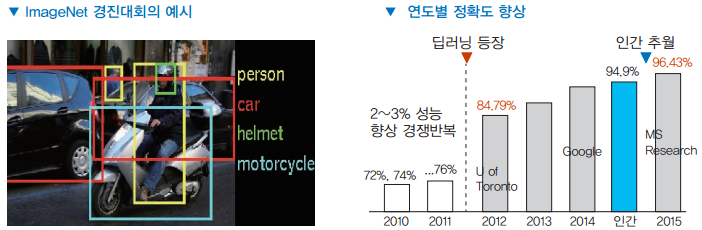 ▼ ImageNet 경진대회의 예시
person
car
helmet
motorcycle
▼ 연도별 정확도 향상
딥러닝 등장
인간 추월
2~3% 성능
향상 경쟁반복
72%, 74%
...76%
84.79%
94,9%
96,43%
U of
Toronto
Google
MS
Research
2010
2011
2012
2013
2014
인간
2015